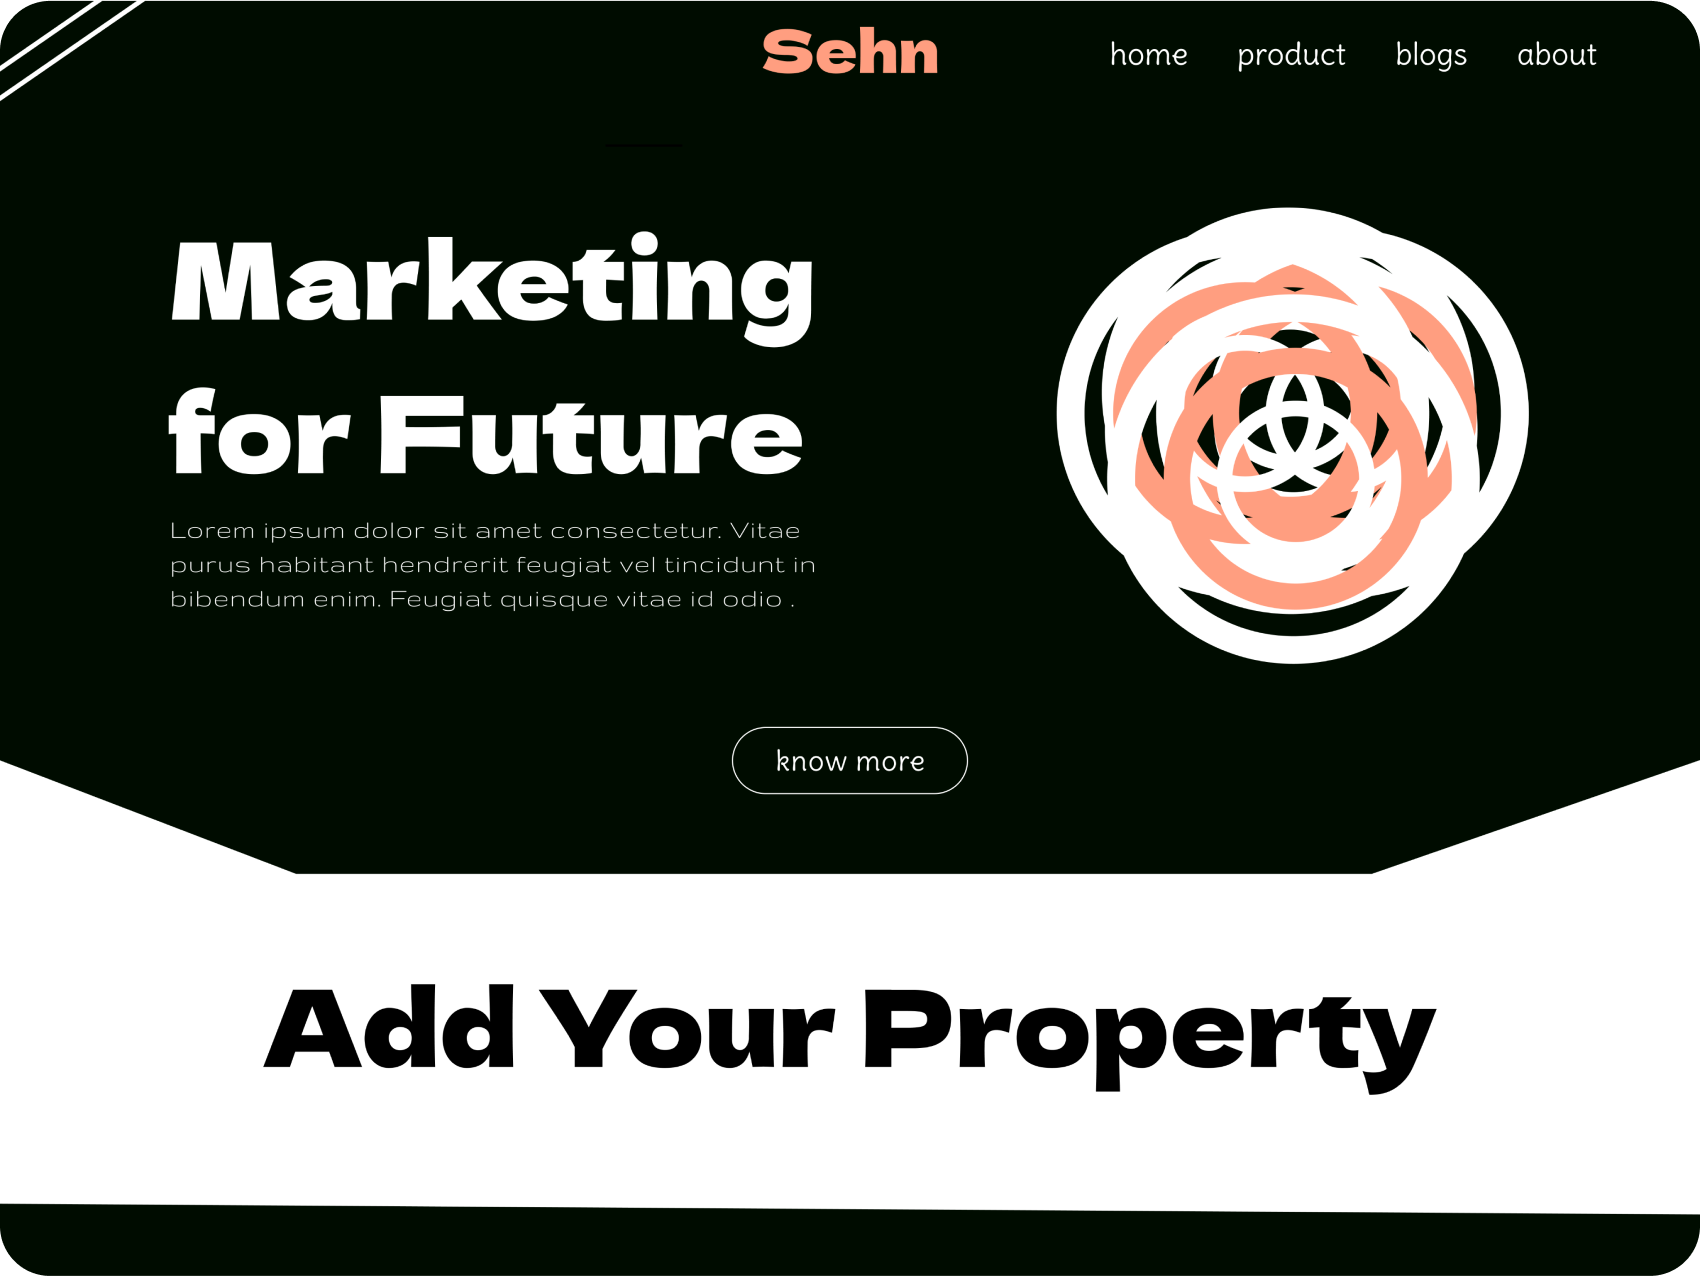 Sehn
home product blogs about
Marketing
for Future
Lorem ipsum dolor sit amet consectetur. Vitae
purus habitant hendrerit feugiat vel tincidunt in
bibendum enim. Feugiat quisque vitae id odio .
know more
Add Your Property